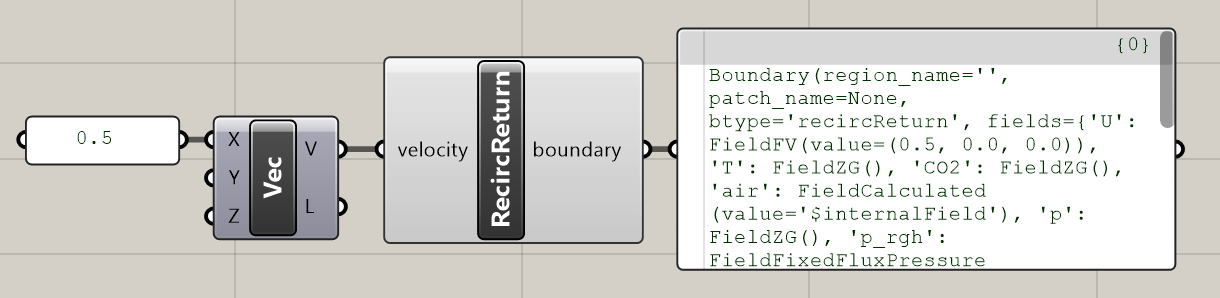 0.5
X
Y
Z
Vec
V
L
velocity
RecircReturn
boundary
{0}
Boundary(region_name='',
patch_name=None,
btype='recircReturn', fields={'U':
FieldFV(value=(0.5, 0.0, 0.0)),
'T': FieldZG(), 'CO2': FieldZG(),
'air': FieldCalculated
(value='$internalField'), 'p':
FieldZG(), 'p_rgh':
FieldFixedFluxPressure